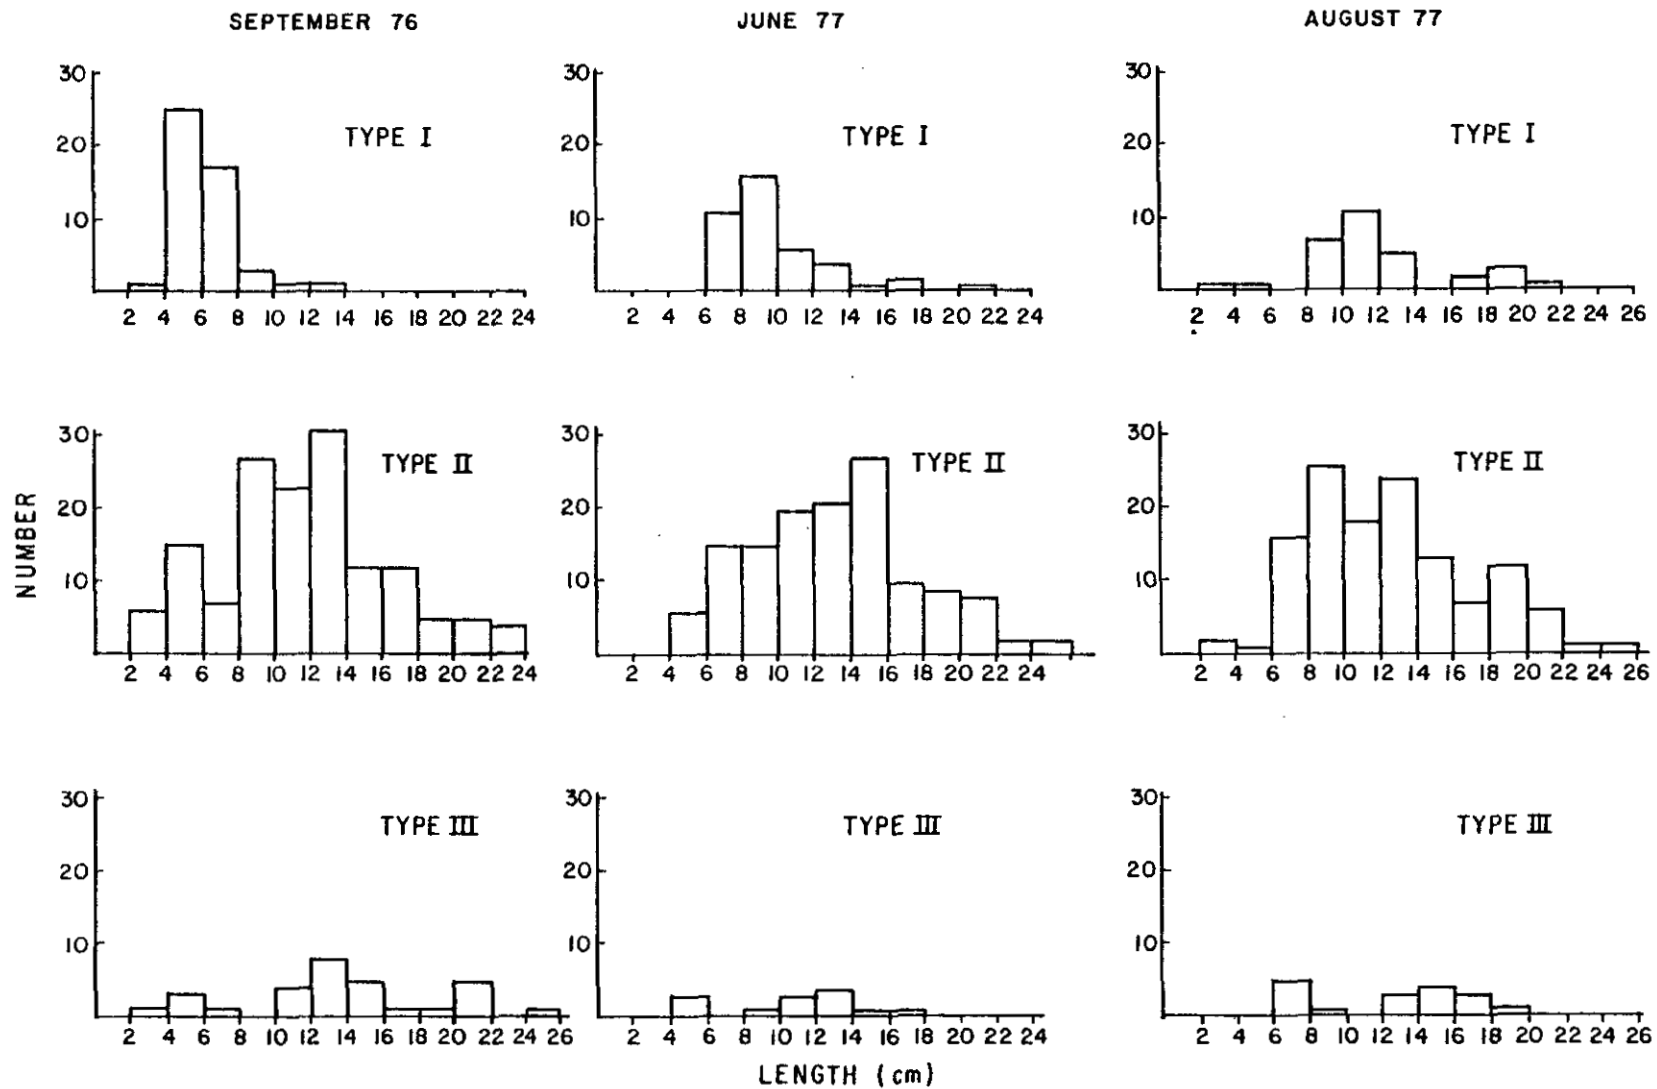 SEPTEMBER 76 JUNE 77 AUGUST 77
30 30 30
TYPE I TYPE I TYPE I
20 20 20
10 10 10
2 4 6 8 10 12 14 16 18 20 22 24 2 4 6 8 10 12 14 16 18 20 22 24 2 4 6 8 10 12 14 16 18 20 22 24 26
30 30 30
TYPE II TYPE II TYPE II
20 20 20
NUMBER
10 10 10
2 4 6 8 10 12 14 16 18 20 22 24 2 4 6 8 10 12 14 16 18 20 22 24 2 4 6 8 10 12 14 16 18 20 22 24 26
30 30 30
TYPE III TYPE III TYPE III
20 20 20
10 10 10
2 4 6 8 10 12 14 16 18 20 22 24 26 2 4 6 8 10 12 14 16 18 20 22 24 2 4 6 8 10 12 14 16 18 20 22 24 26
LENGTH (cm)